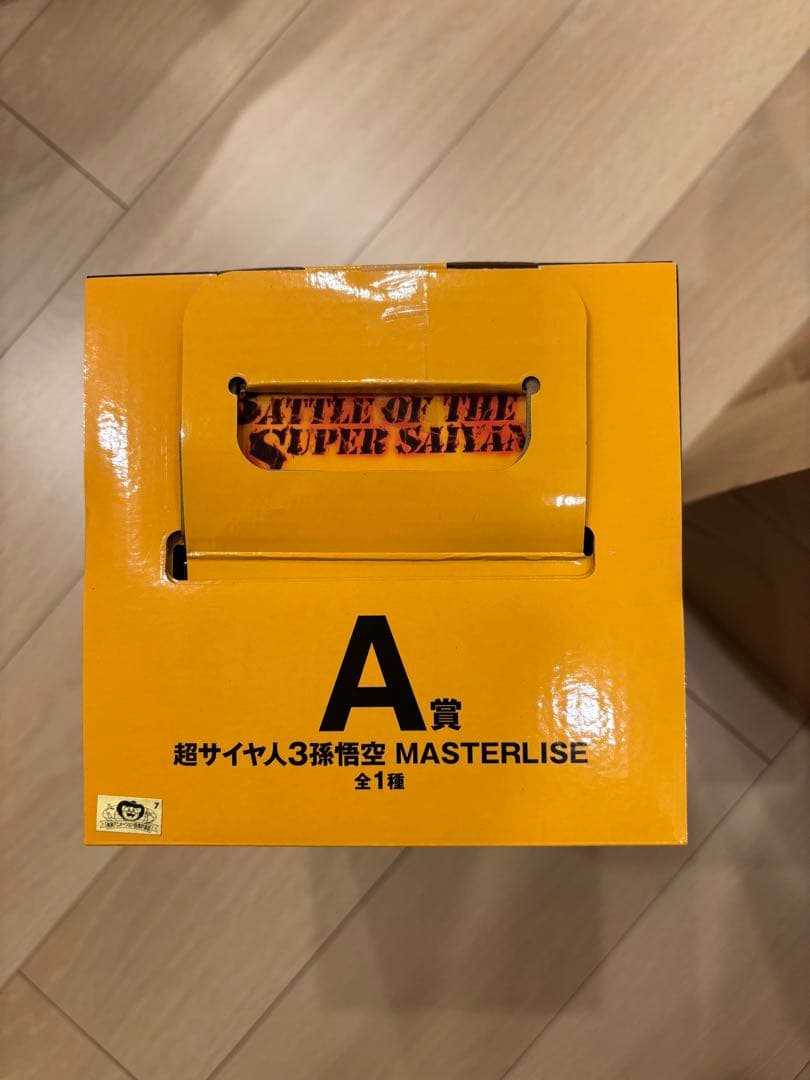 BATTLE OF THE
SUPER SAIYAN
A賞
超サイヤ人3孫悟空 MASTERLISE
全1種
7